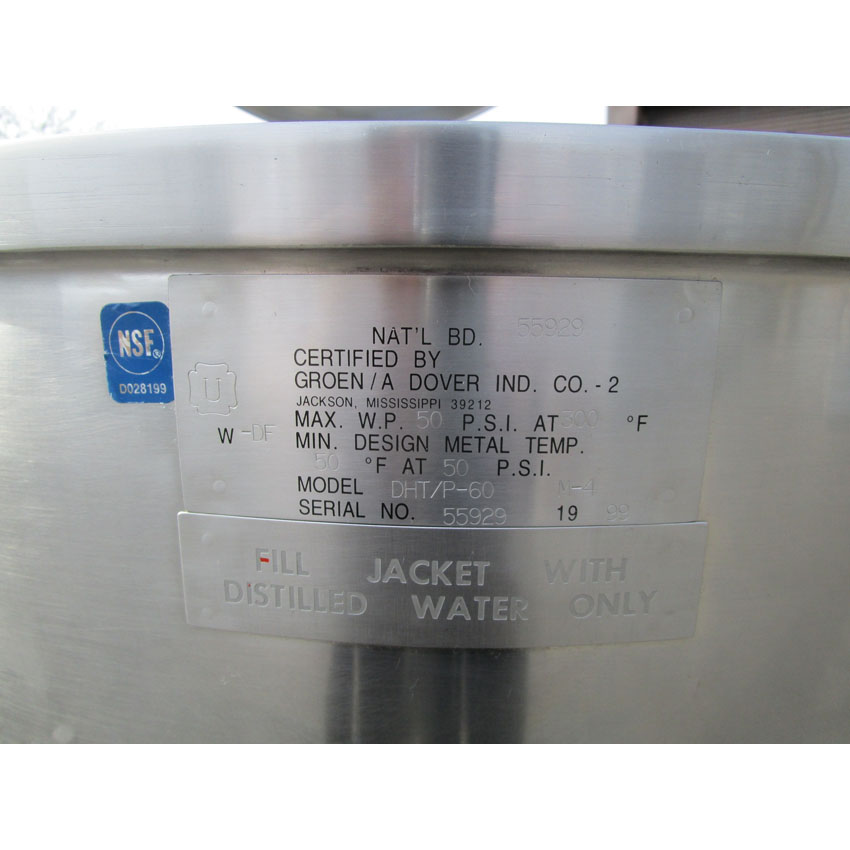 NSF®
D028199
NAT'L BD. 55929
CERTIFIED BY
GROEN/A DOVER IND. CO.-2
JACKSON, MISSISSIPPI 39212
U
W-DF
MAX. W.P. 50 P.S.I. AT 300 °F
MIN. DESIGN METAL TEMP.
50 °F AT 50 P.S.I.
MODEL DHT/P-60 M-4
SERIAL NO. 55929 19 99
FILL JACKET WITH
DISTILLED WATER ONLY